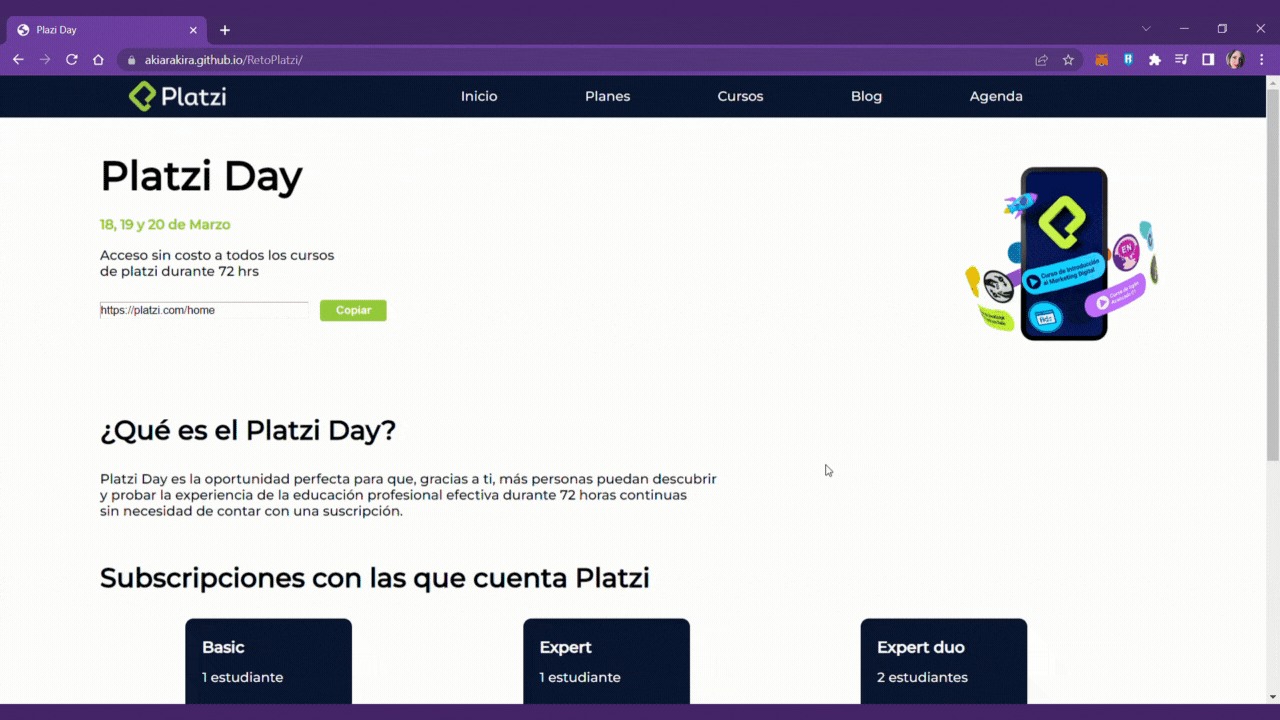 Plazi Day
akiarakira.github.io/RetoPlatzi/
Platzi
Inicio
Planes
Cursos
Blog
Agenda
Platzi Day
18, 19 y 20 de Marzo
Acceso sin costo a todos los cursos
de platzi durante 72 hrs
https://platzi.com/home
Copiar
EN
Curso de Introducción
al Marketing Digital
¿Qué es el Platzi Day?
Platzi Day es la oportunidad perfecta para que, gracias a ti, más personas puedan descubrir
y probar la experiencia de la educación profesional efectiva durante 72 horas continuas
sin necesidad de contar con una suscripción.
Subscripciones con las que cuenta Platzi
Basic
1 estudiante
Expert
1 estudiante
Expert duo
2 estudiantes